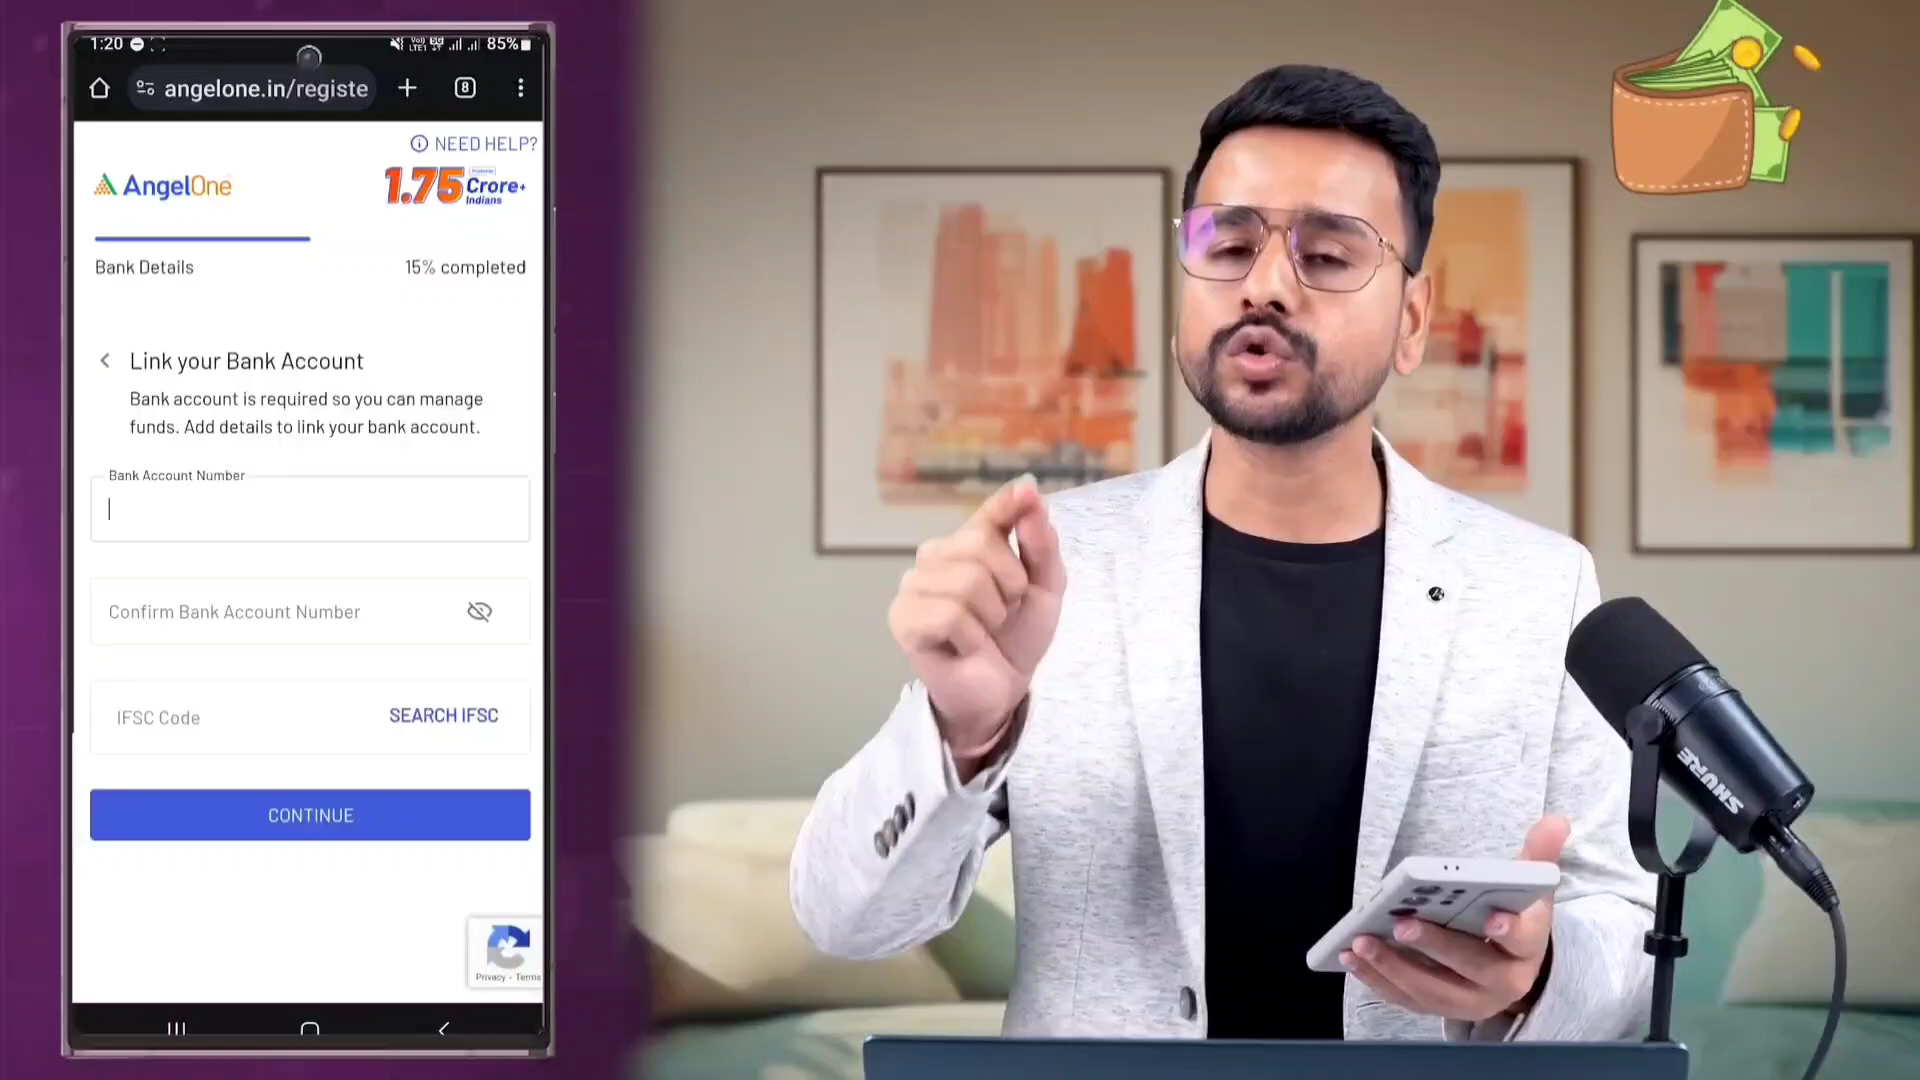 1:20
85%
angelone.in/registe
8
NEED HELP?
AngelOne
1.75 Crore+
Indians
Bank Details
15% completed
Link your Bank Account
Bank account is required so you can manage
funds. Add details to link your bank account.
Bank Account Number
Confirm Bank Account Number
IFSC Code
SEARCH IFSC
CONTINUE
Privacy - Terms
SHURE